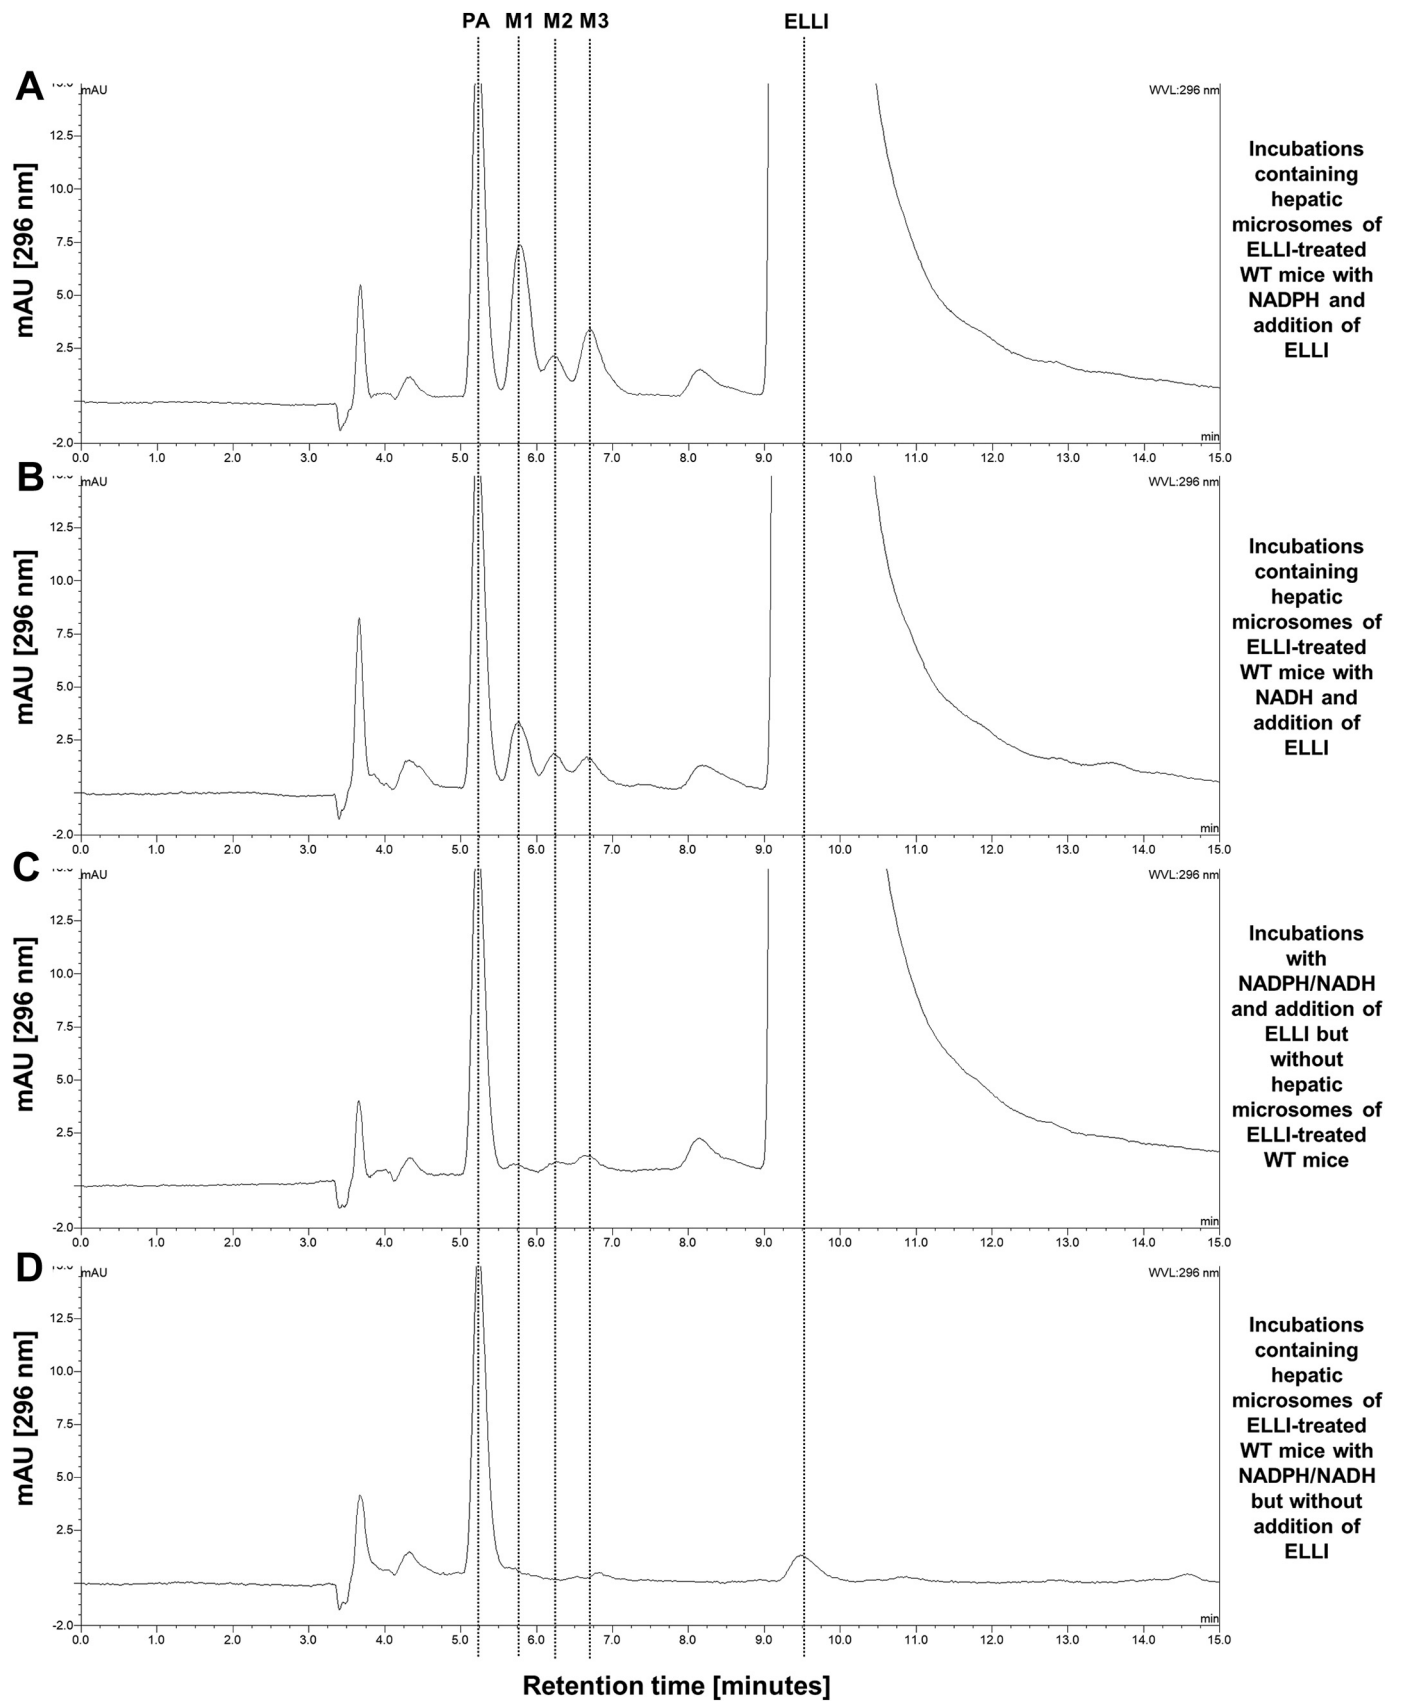 PA M1 M2 M3 ELLI
A
mAU
WVL:296 nm
12.5
10.0
7.5
5.0
2.5
-2.0
mAU [296 nm]
min
0.0 1.0 2.0 3.0 4.0 5.0 6.0 7.0 8.0 9.0 10.0 11.0 12.0 13.0 14.0 15.0
Incubations
containing
hepatic
microsomes of
ELLI-treated
WT mice with
NADPH and
addition of
ELLI
B
mAU
WVL:296 nm
12.5
10.0
7.5
5.0
2.5
-2.0
mAU [296 nm]
min
0.0 1.0 2.0 3.0 4.0 5.0 6.0 7.0 8.0 9.0 10.0 11.0 12.0 13.0 14.0 15.0
Incubations
containing
hepatic
microsomes of
ELLI-treated
WT mice with
NADH and
addition of
ELLI
C
mAU
WVL:296 nm
12.5
10.0
7.5
5.0
2.5
-2.0
mAU [296 nm]
min
0.0 1.0 2.0 3.0 4.0 5.0 6.0 7.0 8.0 9.0 10.0 11.0 12.0 13.0 14.0 15.0
Incubations
with
NADPH/NADH
and addition of
ELLI but
without
hepatic
microsomes of
ELLI-treated
WT mice
D
mAU
WVL:296 nm
12.5
10.0
7.5
5.0
2.5
-2.0
mAU [296 nm]
min
0.0 1.0 2.0 3.0 4.0 5.0 6.0 7.0 8.0 9.0 10.0 11.0 12.0 13.0 14.0 15.0
Incubations
containing
hepatic
microsomes of
ELLI-treated
WT mice with
NADPH/NADH
but without
addition of
ELLI
Retention time [minutes]